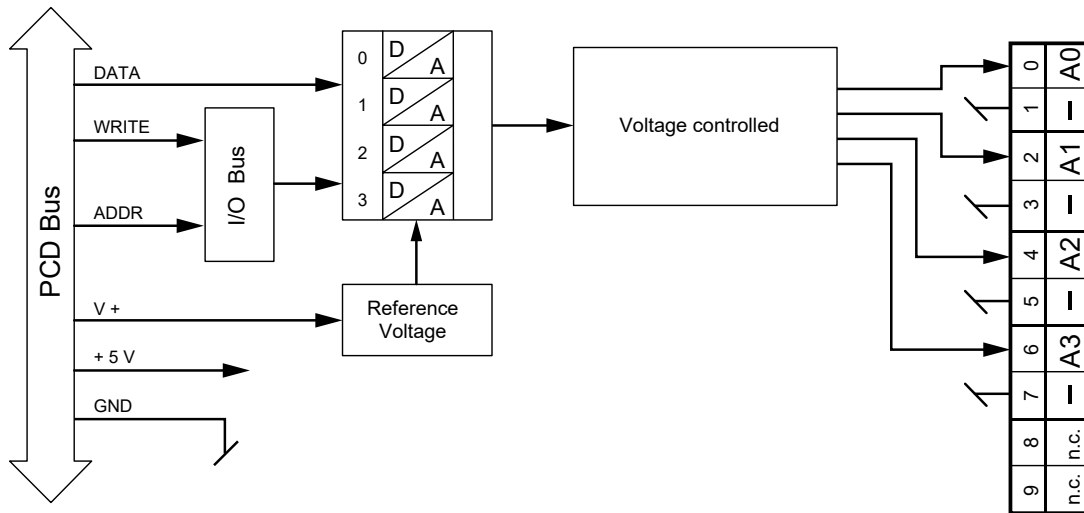 PCD Bus
DATA
WRITE
ADDR
V +
+ 5 V
GND
I/O Bus
0 D A
1 D A
2 D A
3 D A
Reference
Voltage
Voltage controlled
0 A0
1 –
2 A1
3 –
4 A2
5 –
6 A3
7 –
8 n.c.
9 n.c.